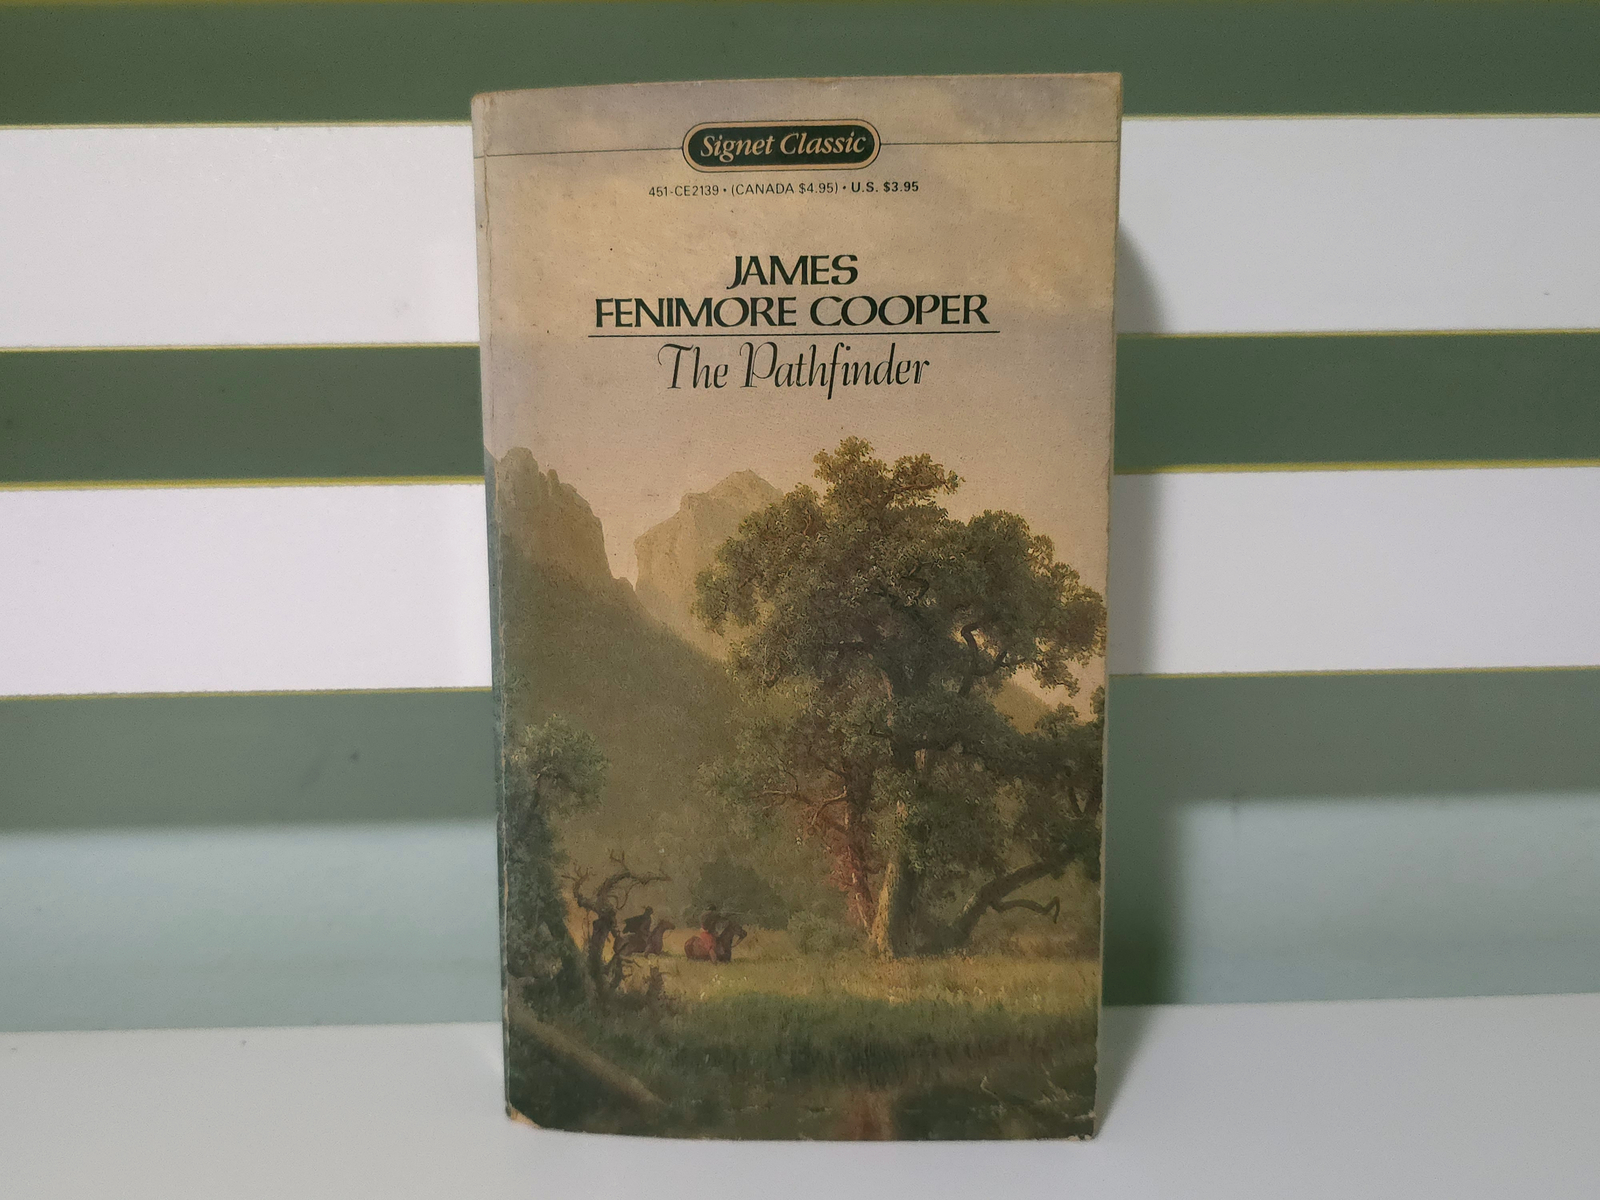 Signet Classic
451-CE2139 • (CANADA $4.95) • U.S. $3.95
JAMES
FENIMORE COOPER
The Pathfinder